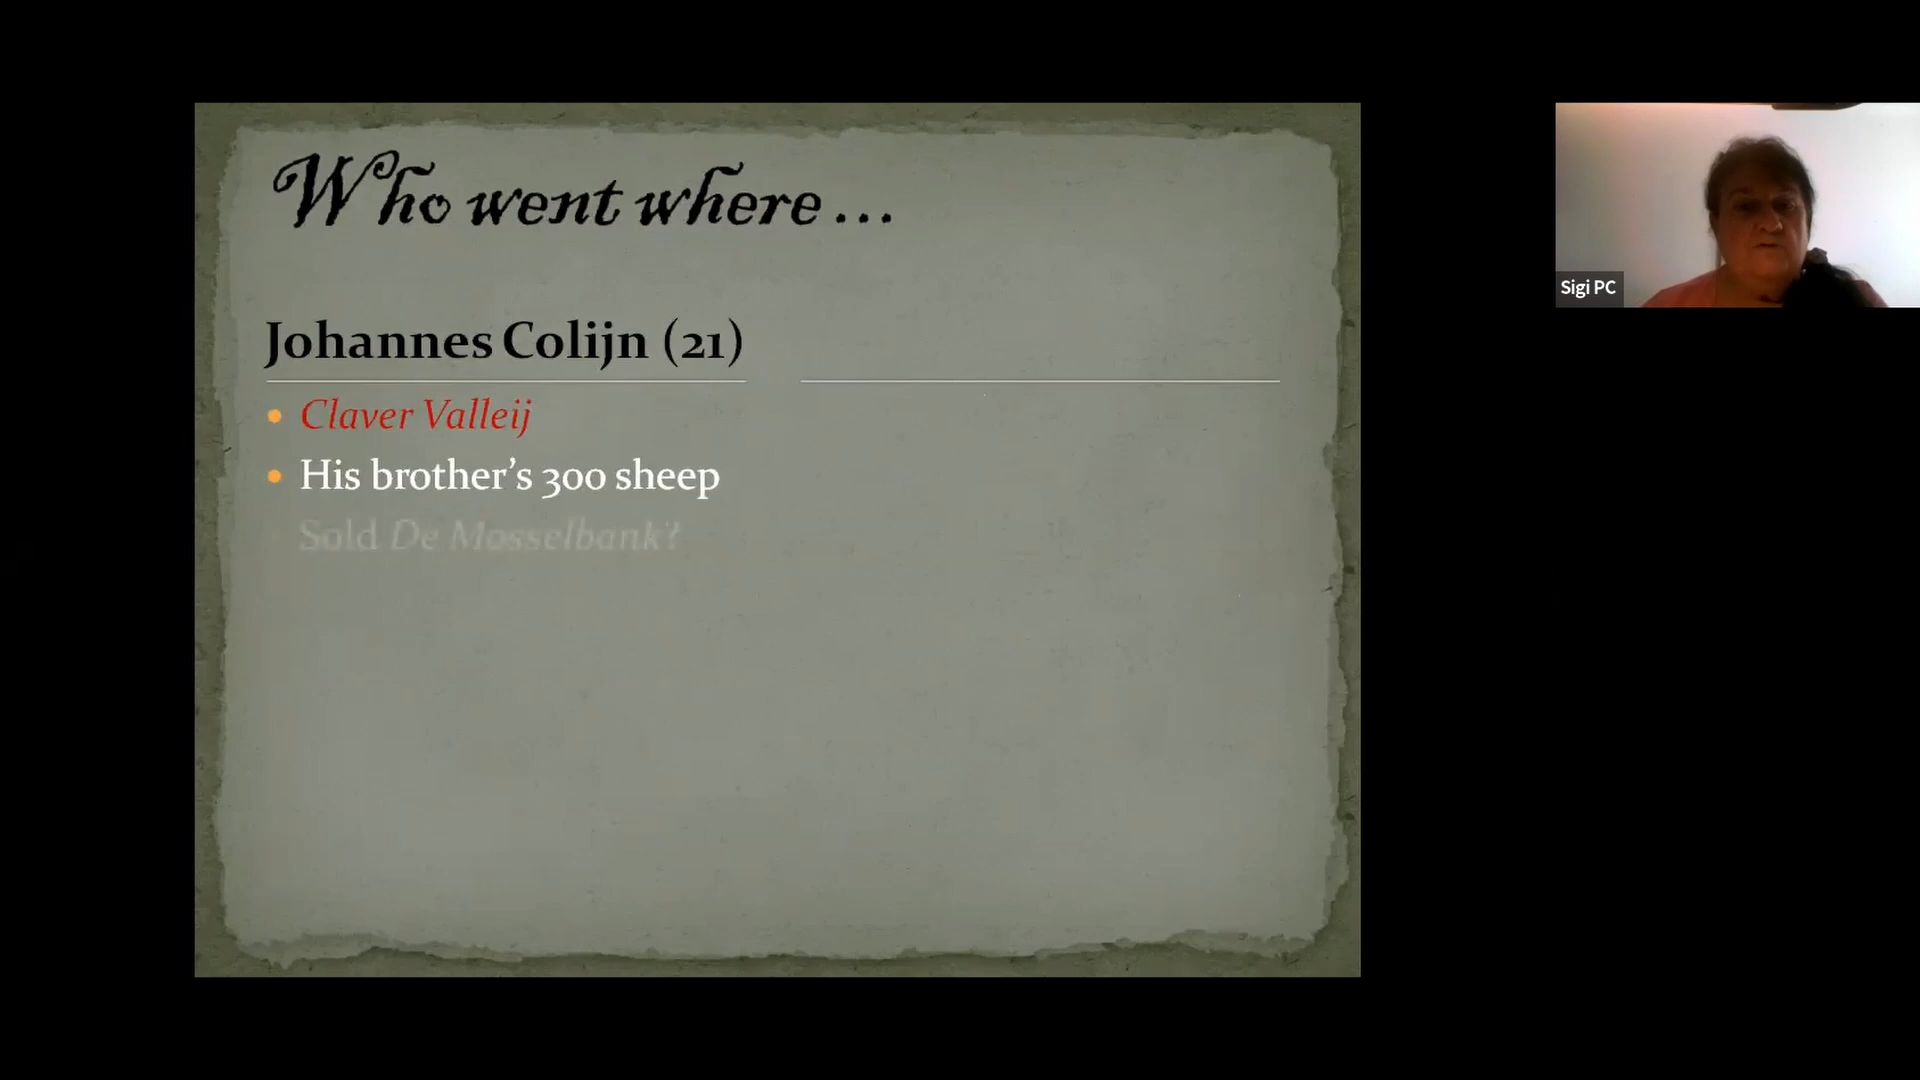 Who went where ...
Johannes Colijn (21)
Claver Valleij
His brother's 300 sheep
Sold De Mosselbank?
Sigi PC